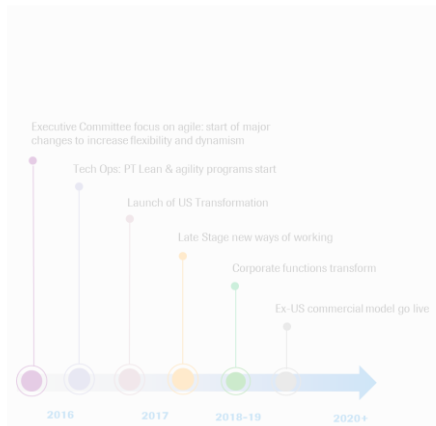 Executive Committee focus on agile: start of major
changes to increase flexibility and dynamism
Tech Ops: PT Lean & agility programs start
Launch of US Transformation
Late Stage new ways of working
Corporate functions transform
Ex-US commercial model go live
2016
2017
2018-19
2020+